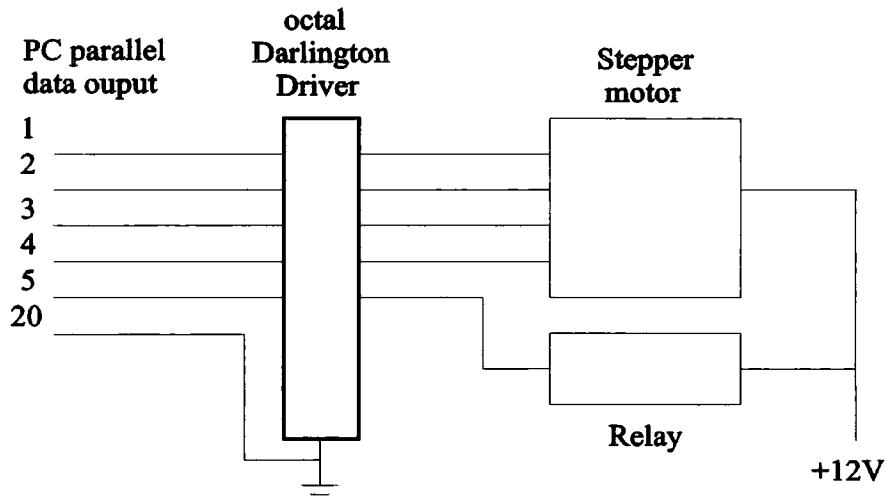 PC parallel
data ouput
1
2
3
4
5
20
octal
Darlington
Driver
Stepper
motor
Relay
+12V